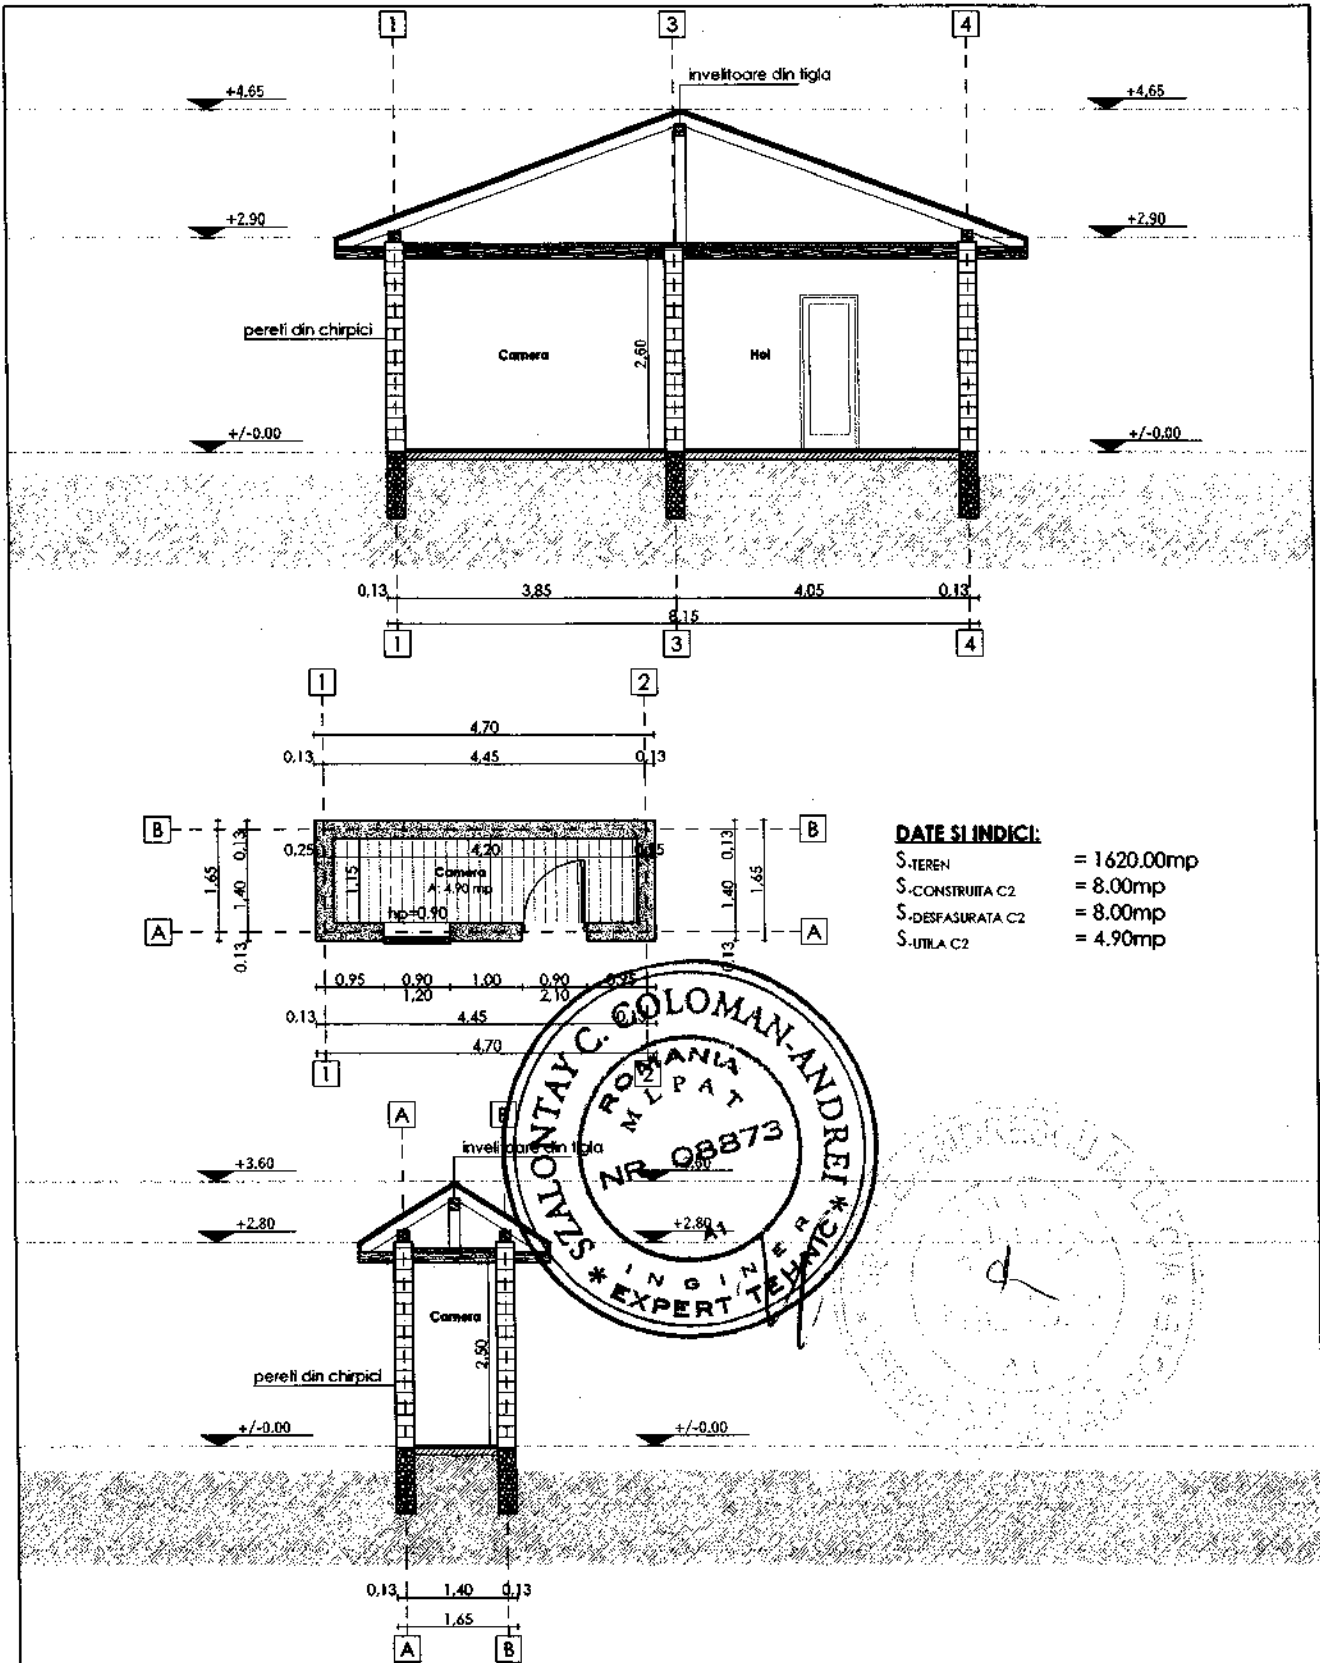 1 3 4
invelitoare din tigla
+4,65 +4,65
+2.90 +2,90
pereti din chirpici
Camera
2,60
Hol
+/-0.00 +/-0,00
0,13 3,85 4,05 0,13
8,15
1 3 4
1 2
4,70
0,13 4,45 0,13
B B
1,65
0,13
1,40
0,13
0,25 4,20
1,15
Camera
A: 4.90 mp
hp=0.90
A A
0,13
1,40
0,13
1,65
DATE SI INDICI:
S.TEREN = 1620.00mp
S.CONSTRUITA C2 = 8.00mp
S.DESFASURATA C2 = 8.00mp
S.UTILA C2 = 4.90mp
0,95 0,90 1,00 0,90 0,95
1,20 2,10
0,13 4,45 0,13
4,70
1 2
SZALONTAY C. COLOMAN-ANDREI
* EXPERT TEHNIC *
ROMANIA
MLPAT
NR 08873
A1
INGINER
A B
invelitoare din tigla
+3.60
+2.80 +2.80
Camera
2,50
pereti din chirpici
+/-0.00 +/-0.00
0,13 1,40 0,13
1,65
A B